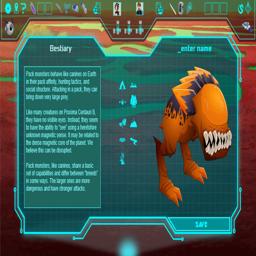 Bestiary
_enter name
Pack monsters behave like canines on Earth
in their pack affinity, hunting tactics, and
social structure. Attacking in a pack, they can
bring down very large prey.
Like many creatures on Proxima Centauri B,
they have no visible eyes. Instead, they seem
to have the ability to "see" using a heretofore
unknown magnetic sense. It may be related to
the dense magnetic core of the planet. We
believe this can be disrupted.
Pack monsters, like canines, share a basic
set of capabilities and differ between "breeds"
in some ways. The larger ones are more
dangerous and have stronger attacks.
SAVE